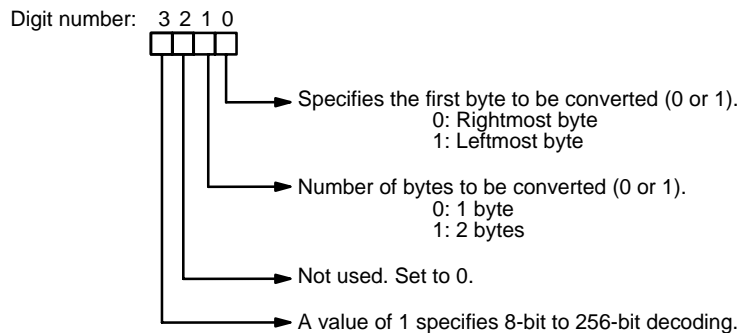 Digit number: 3 2 1 0
Specifies the first byte to be converted (0 or 1).
0: Rightmost byte
1: Leftmost byte
Number of bytes to be converted (0 or 1).
0: 1 byte
1: 2 bytes
Not used. Set to 0.
A value of 1 specifies 8-bit to 256-bit decoding.